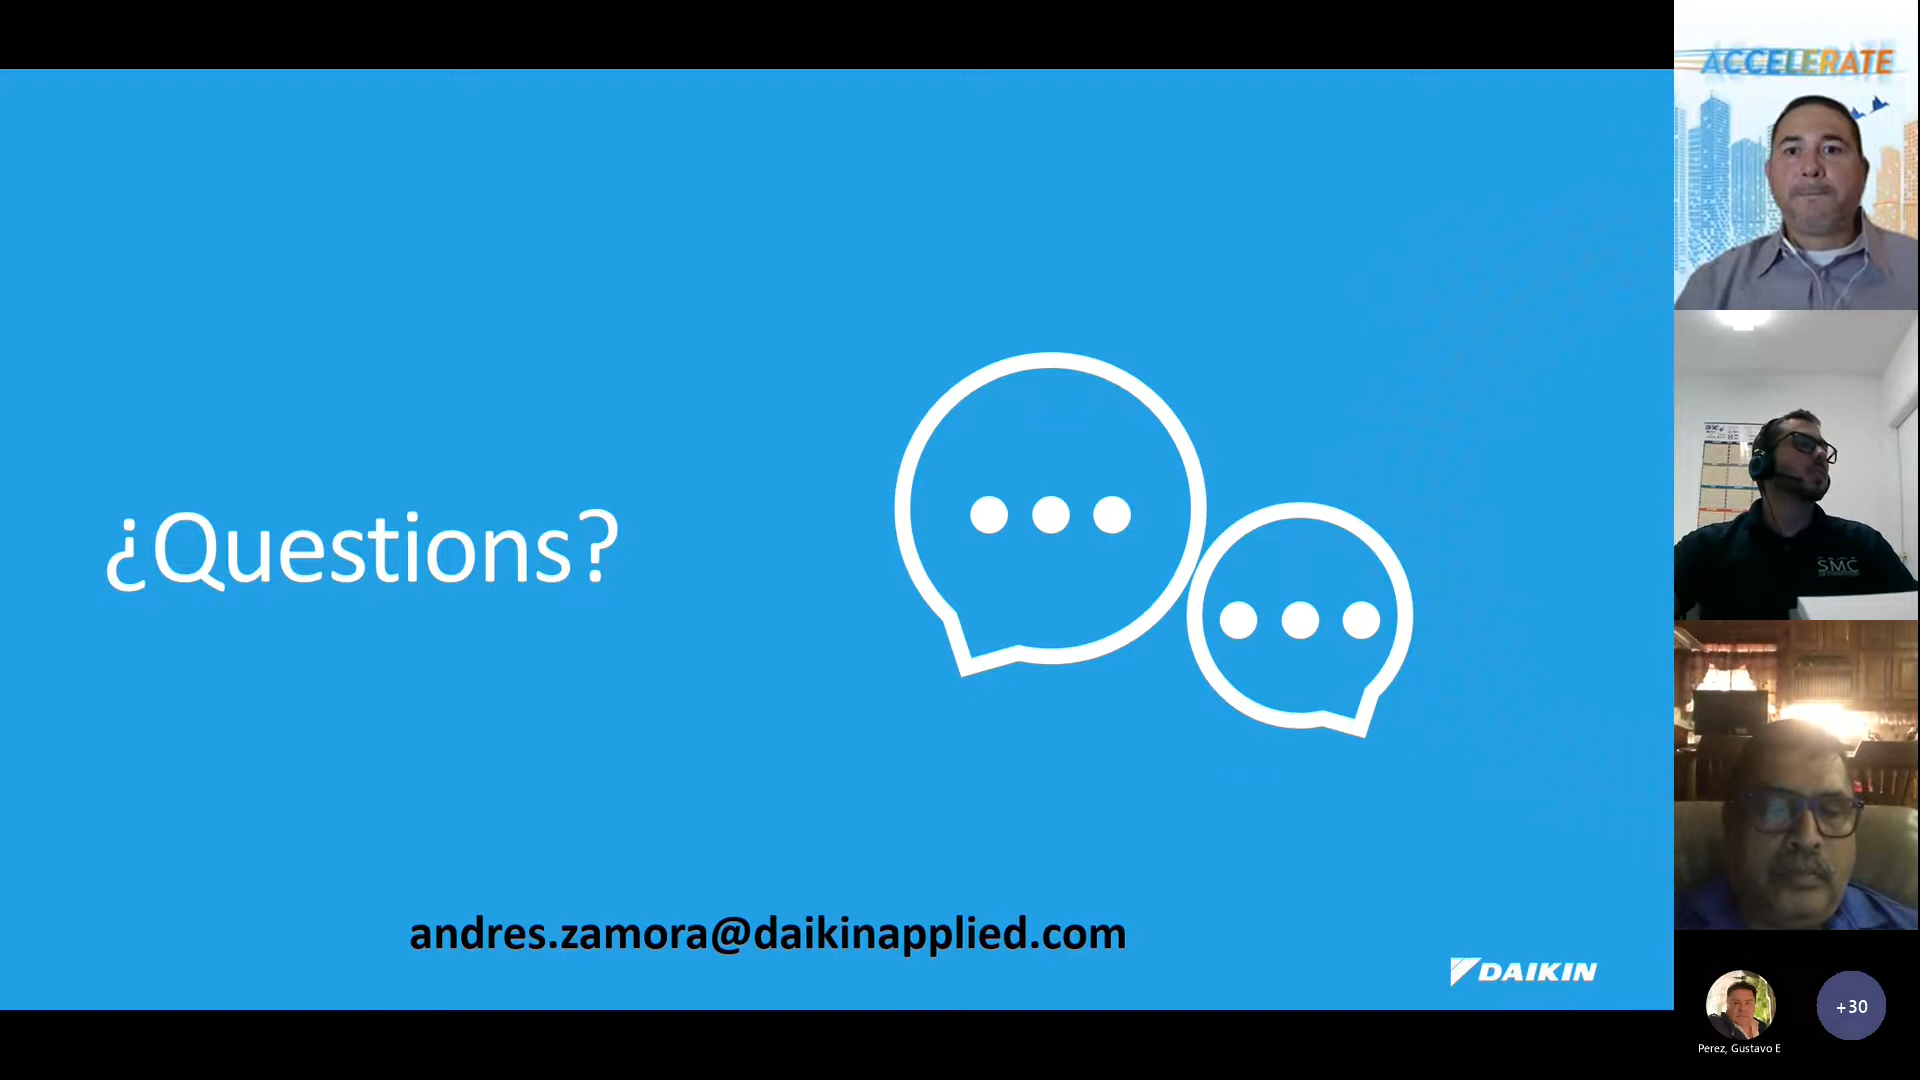 ACCELERATE
¿Questions?
SMC
andres.zamora@daikinapplied.com
DAIKIN
+30
Perez, Gustavo E